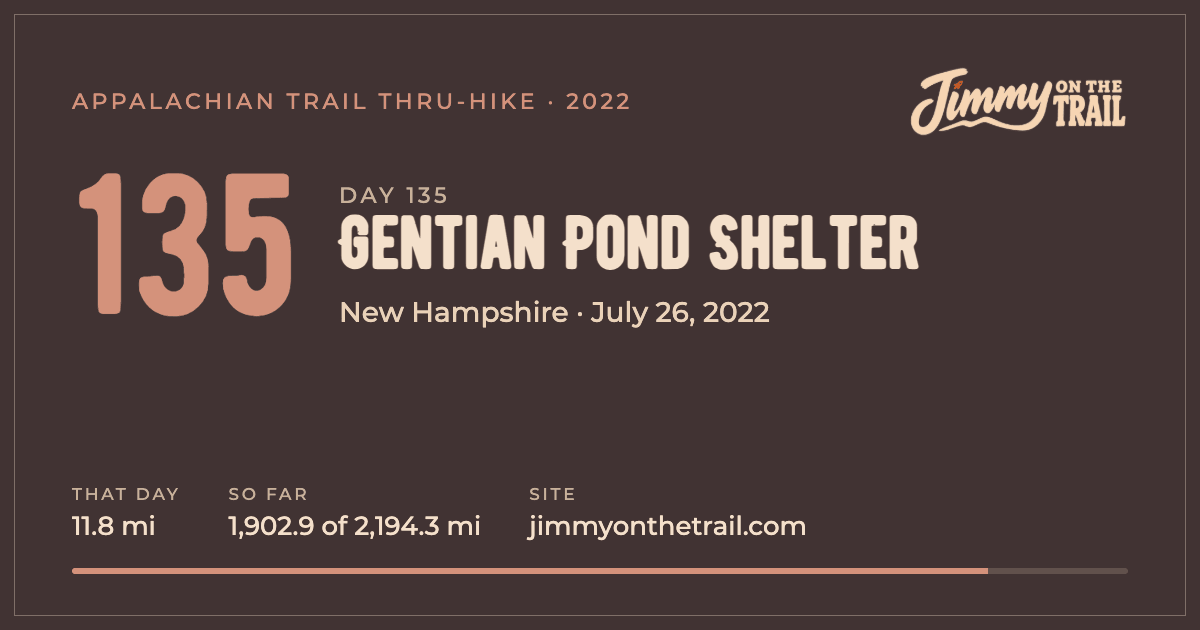 APPALACHIAN TRAIL THRU-HIKE · 2022
Jimmy ON THE TRAIL
135
DAY 135
GENTIAN POND SHELTER
New Hampshire · July 26, 2022
THAT DAY SO FAR SITE
11.8 mi 1,902.9 of 2,194.3 mi jimmyonthetrail.com